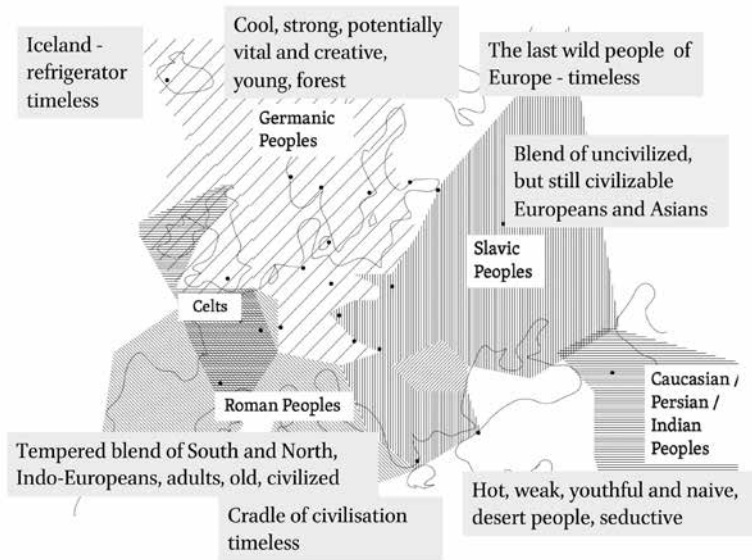 Iceland -
refrigerator
timeless
Cool, strong, potentially
vital and creative,
young, forest
The last wild people of
Europe - timeless
Germanic
Peoples
Blend of uncivilized,
but still civilizable
Europeans and Asians
Slavic
Peoples
Celts
Roman Peoples
Caucasian /
Persian /
Indian
Peoples
Tempered blend of South and North,
Indo-Europeans, adults, old, civilized
Cradle of civilisation
timeless
Hot, weak, youthful and naive,
desert people, seductive